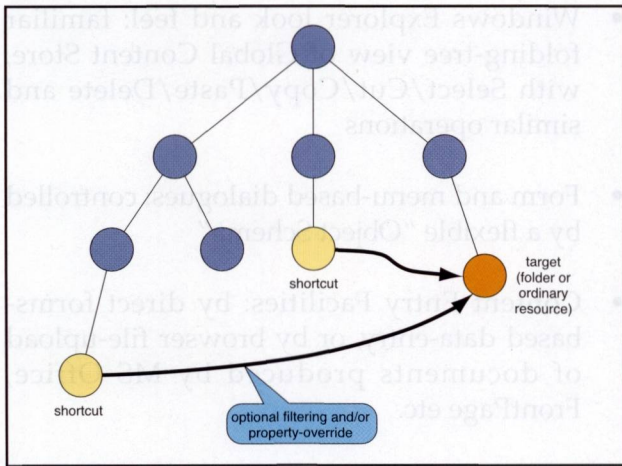 • Windows Explorer look and feel: familiar
folding-tree view of Global Content Store,
with Select/Cut/Copy/Paste/Delete and
similar operations
• Form and menu-based dialogues, controlled
by a flexible "Object Schema"
shortcut
target
(folder or
ordinary
resource)
• Content Entry Facilities: by direct forms-
based data-entry or by browser file-upload
of documents produced by MS Office,
FrontPage etc.
shortcut
optional filtering and/or
property-override